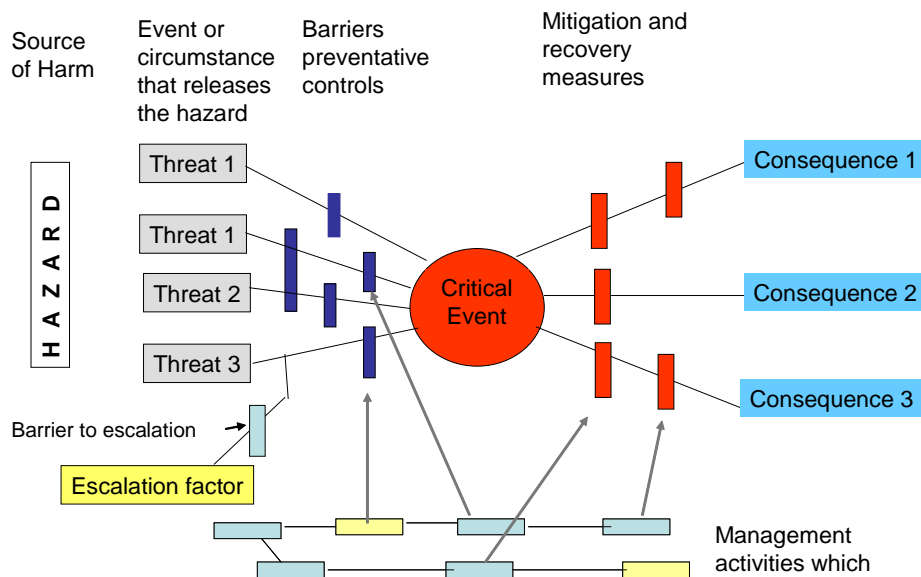 Source
of Harm
Event or
circumstance
that releases
the hazard
Barriers
preventative
controls
Mitigation and
recovery
measures
HAZARD
Threat 1
Threat 1
Threat 2
Threat 3
Critical
Event
Consequence 1
Consequence 2
Consequence 3
Barrier to escalation
Escalation factor
Management
activities which